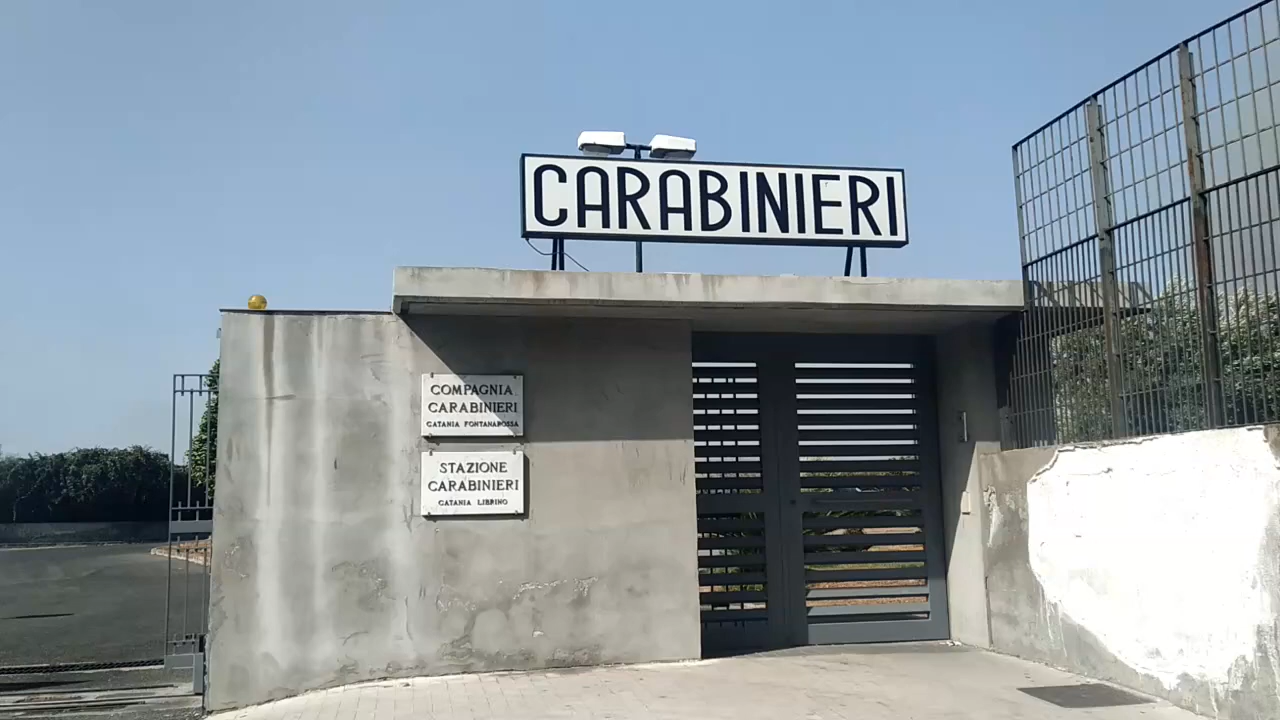 CARABINIERI
COMPAGNIA
CARABINIERI
CATANIA FONTANAROSSA
STAZIONE
CARABINIERI
CATANIA LIBRINO